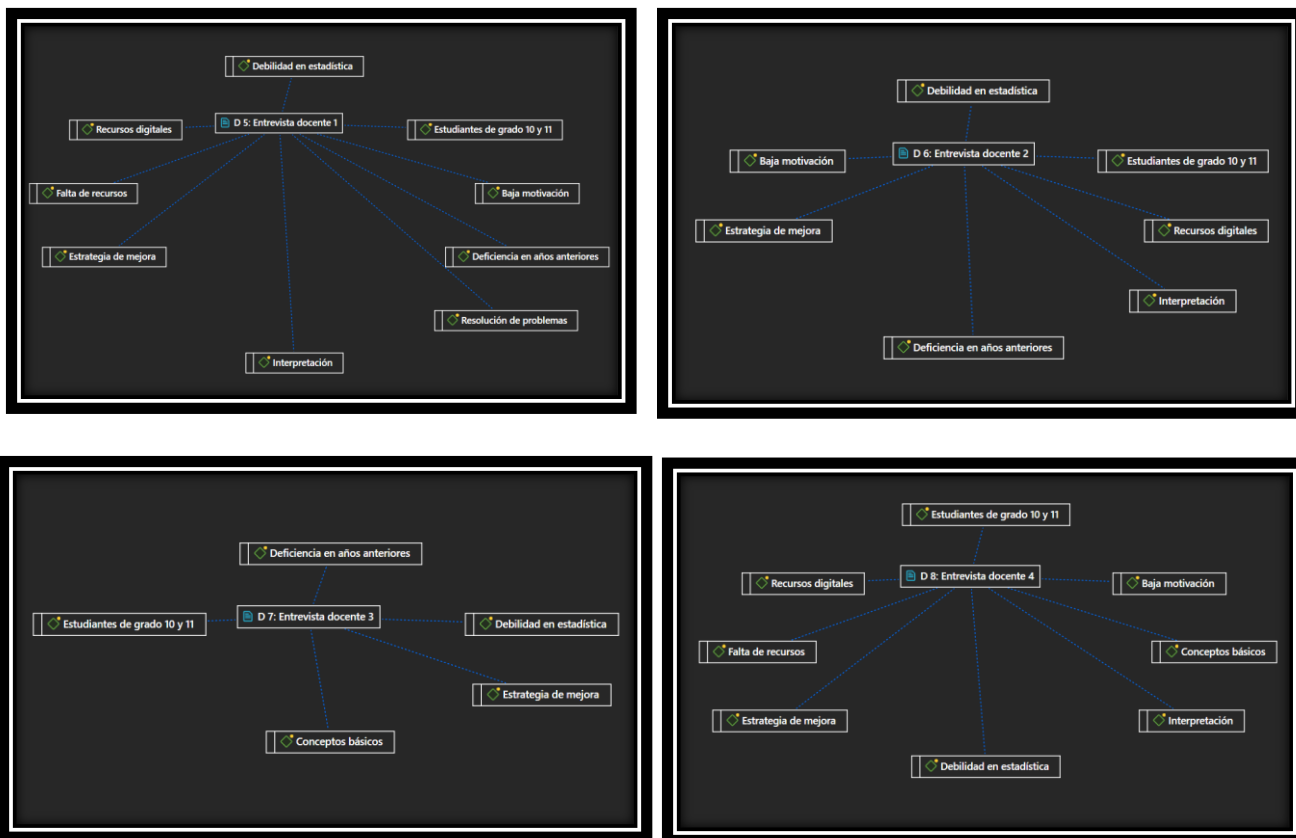 Debilidad en estadística
Recursos digitales
D 5: Entrevista docente 1
Estudiantes de grado 10 y 11
Falta de recursos
Baja motivación
Estrategia de mejora
Deficiencia en años anteriores
Resolución de problemas
Interpretación
Debilidad en estadística
Baja motivación
D 6: Entrevista docente 2
Estudiantes de grado 10 y 11
Estrategia de mejora
Recursos digitales
Interpretación
Deficiencia en años anteriores
Deficiencia en años anteriores
Estudiantes de grado 10 y 11
D 7: Entrevista docente 3
Debilidad en estadística
Estrategia de mejora
Conceptos básicos
Estudiantes de grado 10 y 11
Recursos digitales
D 8: Entrevista docente 4
Baja motivación
Falta de recursos
Conceptos básicos
Estrategia de mejora
Interpretación
Debilidad en estadística